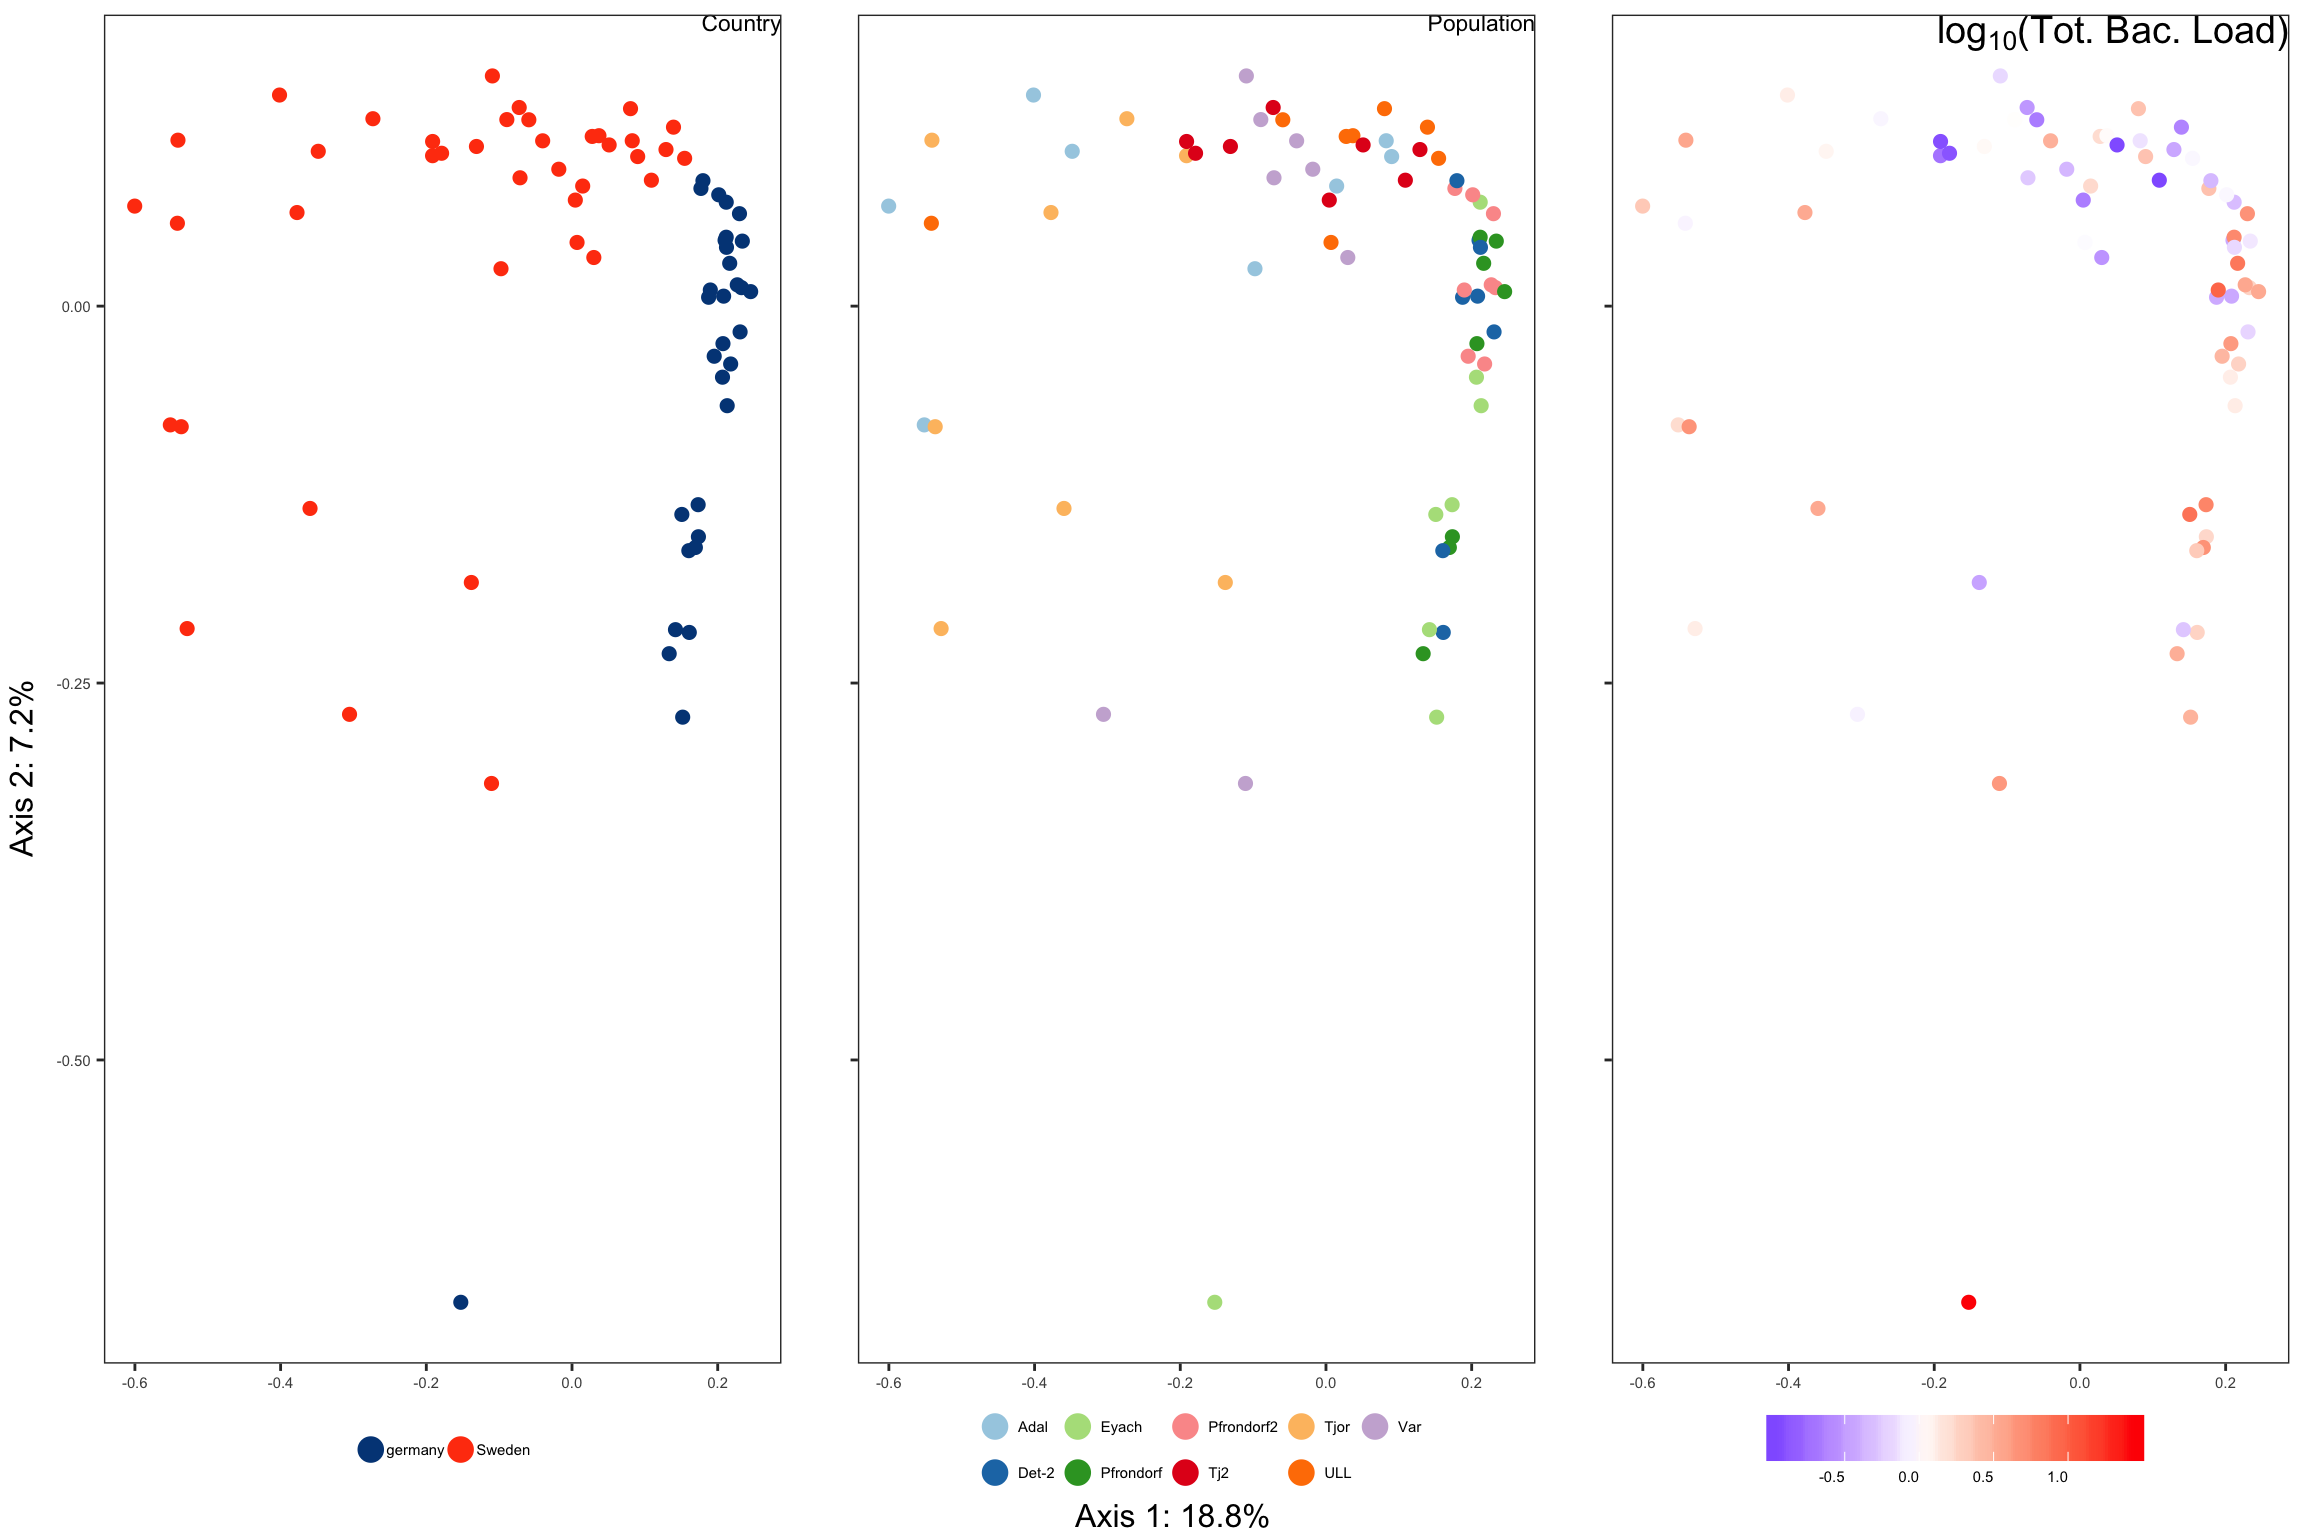 Country
Population
log10(Tot. Bac. Load)
Axis 2: 7.2%
0.00
-0.25
-0.50
-0.6 -0.4 -0.2 0.0 0.2
-0.6 -0.4 -0.2 0.0 0.2
-0.6 -0.4 -0.2 0.0 0.2
germany Sweden
Adal Eyach Pfrondorf2 Tjor Var
Det-2 Pfrondorf Tj2 ULL
-0.5 0.0 0.5 1.0
Axis 1: 18.8%